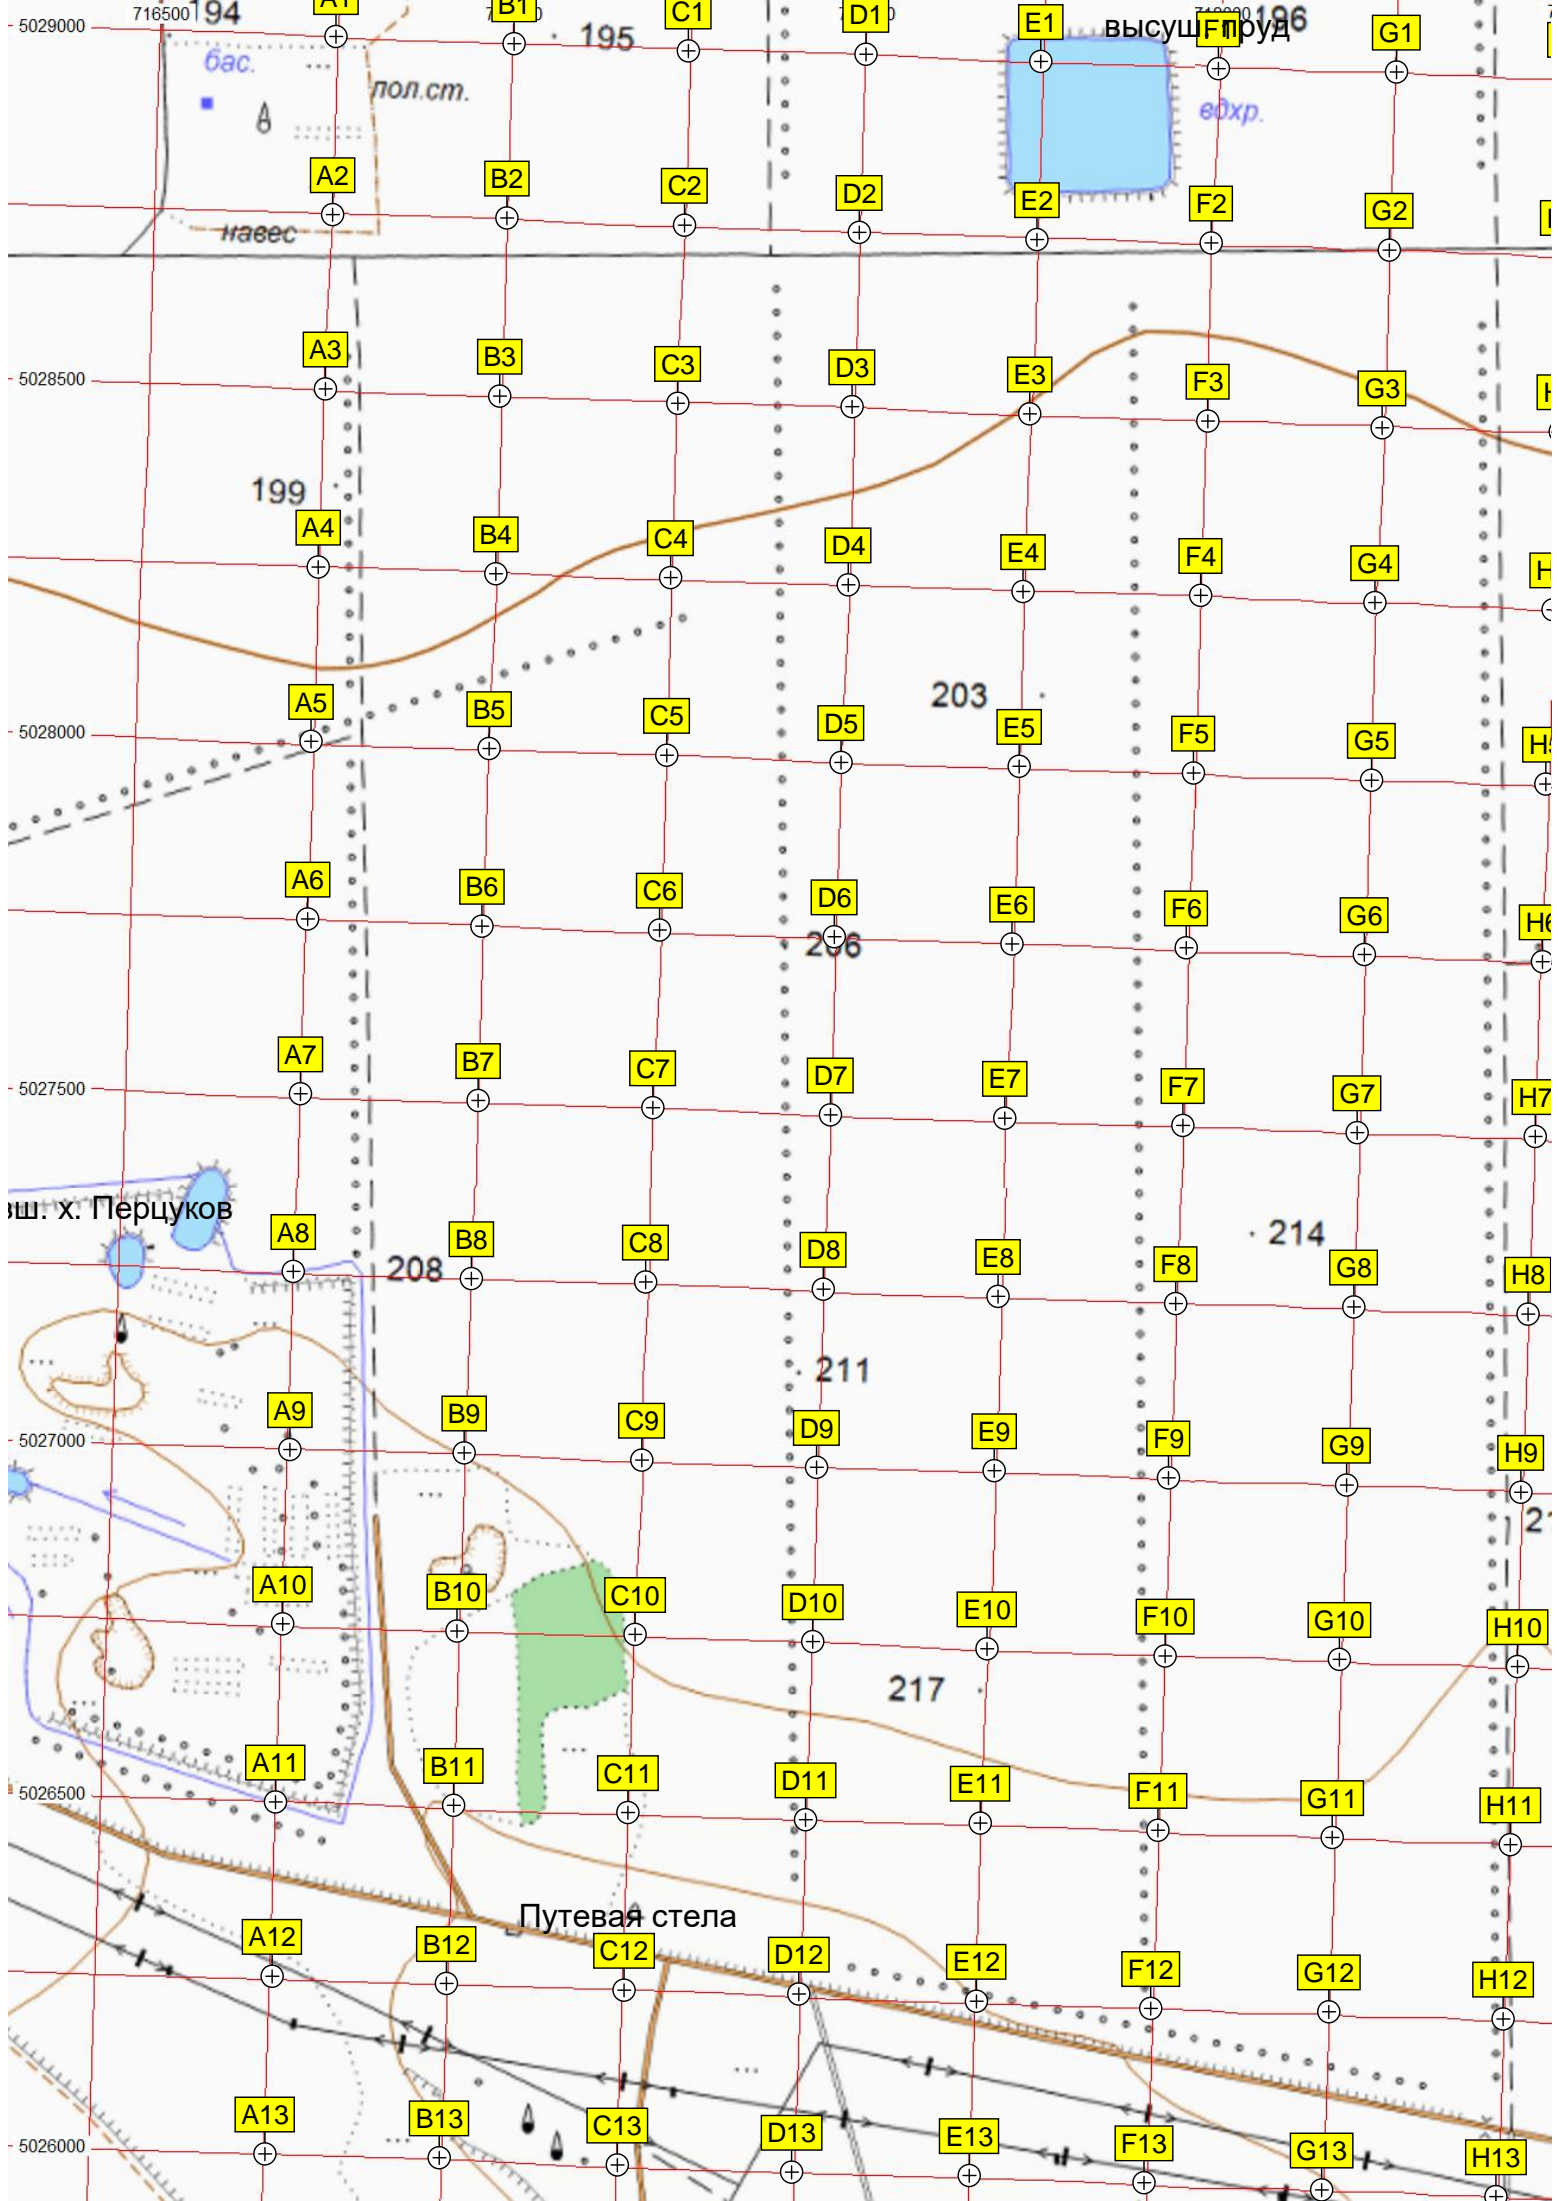 716500 194
высуш. пруд 196
5029000
A1 B1 C1 D1 E1 F1 G1
195
бас.
пол.ст.
вдхр.
A2 B2 C2 D2 E2 F2 G2
навес
A3 B3 C3 D3 E3 F3 G3
5028500
199
A4 B4 C4 D4 E4 F4 G4
203
A5 B5 C5 D5 E5 F5 G5 H5
5028000
A6 B6 C6 D6 E6 F6 G6 H6
206
A7 B7 C7 D7 E7 F7 G7 H7
5027500
вш. х. Перцуков
214
A8 B8 C8 D8 E8 F8 G8 H8
208
211
A9 B9 C9 D9 E9 F9 G9 H9
5027000
A10 B10 C10 D10 E10 F10 G10 H10
217
A11 B11 C11 D11 E11 F11 G11 H11
5026500
Путевая стела
A12 B12 C12 D12 E12 F12 G12 H12
A13 B13 C13 D13 E13 F13 G13 H13
5026000